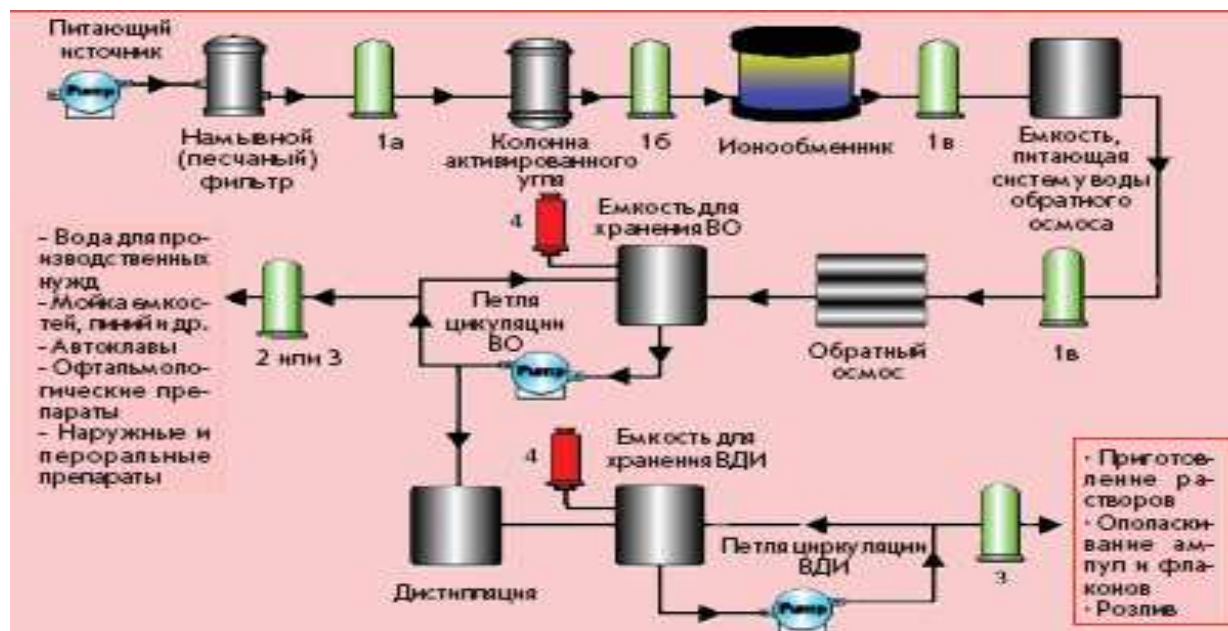 Питающий
источник
Pump
Намывной
(песчаный)
фильтр
1а
Колонна
активированного
угля
1б
Ионообменник
1в
Емкость,
питающая
систему воды
обратного
осмоса
- Вода для про-
изводственных
нужд
- Мойка емкос-
тей, линий и др.
- Автоклавы
- Офтальмоло-
гические пре-
параты
- Наружные и
пероральные
препараты
2 или 3
4
Емкость для
хранения ВО
Петля
цикуляции
ВО
Pump
Обратный
осмос
1в
4
Емкость для
хранения ВДИ
Дистилляция
Петля циркуляции
ВДИ
Pump
3
· Приготов-
ление ра-
створов
· Ополаски-
вание ам-
пул и фла-
конов
· Розлив